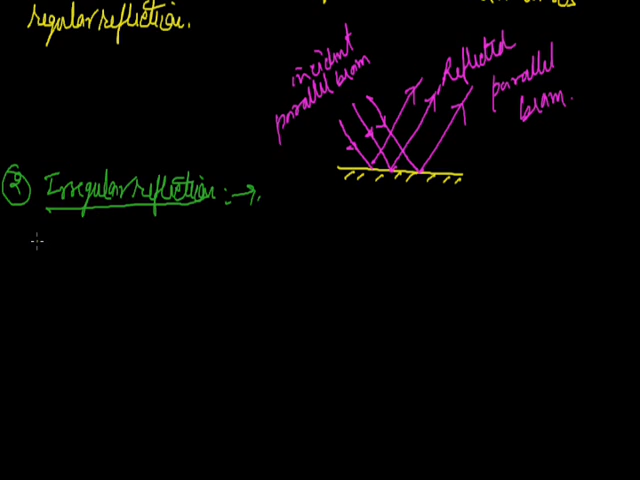 regular reflection.
incident
parallel beam
Reflected
parallel
beam.
② Irregular reflection :→.